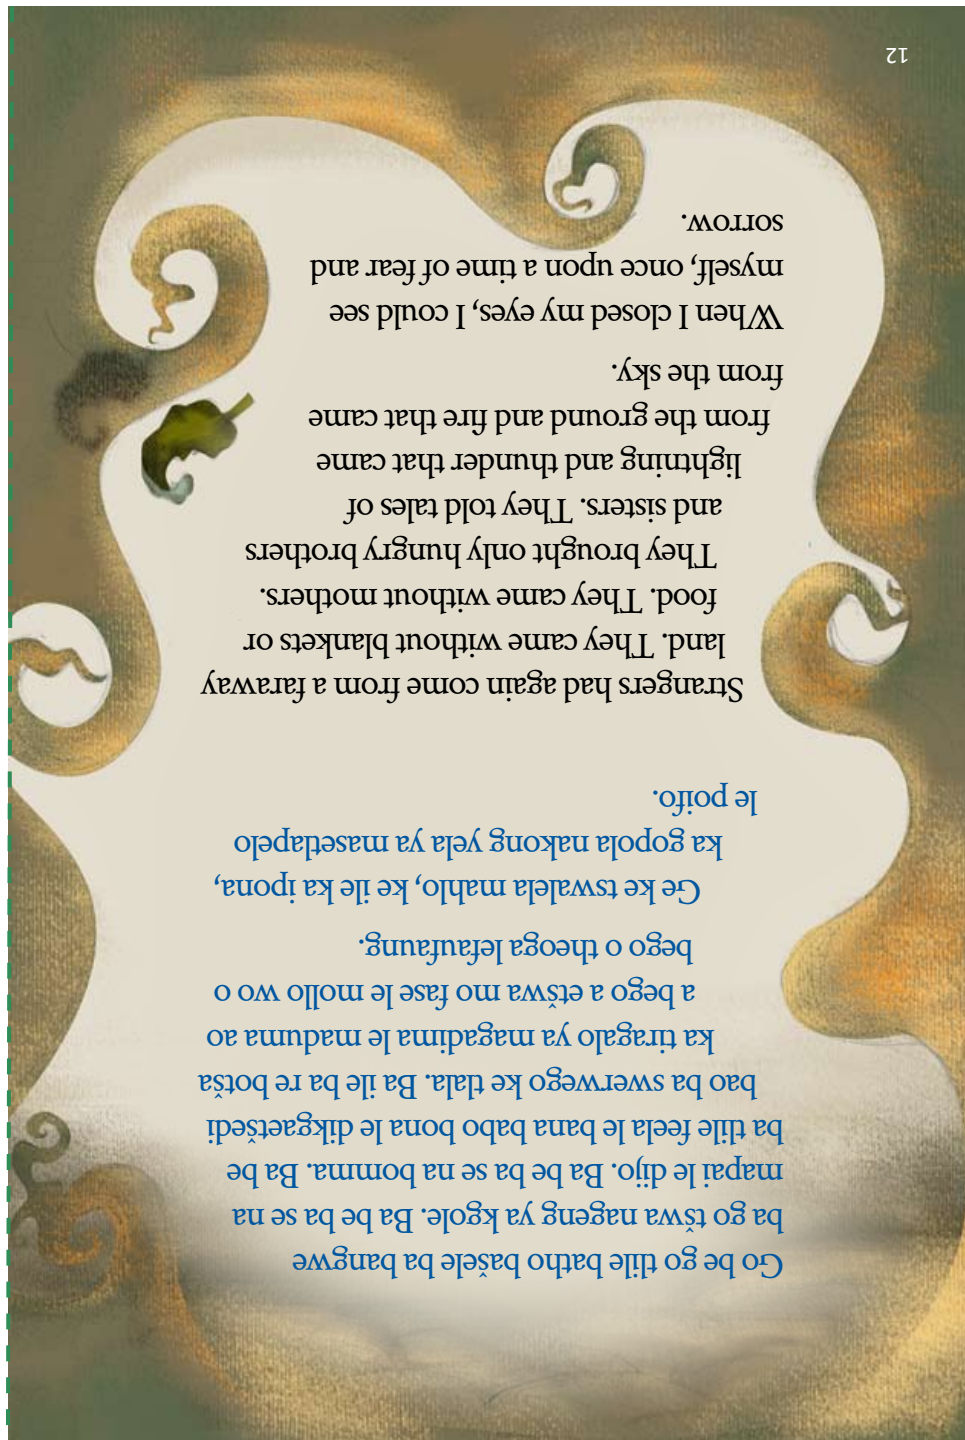 Go be go tlile batho bašele ba bangwe
ba go tšwa nageng ya kgole. Ba be ba se na
mapai le dijo. Ba be ba se na bomma. Ba be
ba tlile feela le bana babo bona le dikgaetšedi
bao ba swerwego ke tlala. Ba ile ba re botša
ka tiragalo ya magadima le maduma ao
a bego a etšwa mo fase le mollo wo o
bego o theoga lefaufaung.
Ge ke tswalela mahlo, ke ile ka ipona,
ka gopola nakong yela ya masetlapelo
le poifo.
Strangers had again come from a faraway
land. They came without blankets or
food. They came without mothers.
They brought only hungry brothers
and sisters. They told tales of
lightning and thunder that came
from the ground and fire that came
from the sky.
When I closed my eyes, I could see
myself, once upon a time of fear and
sorrow.
12